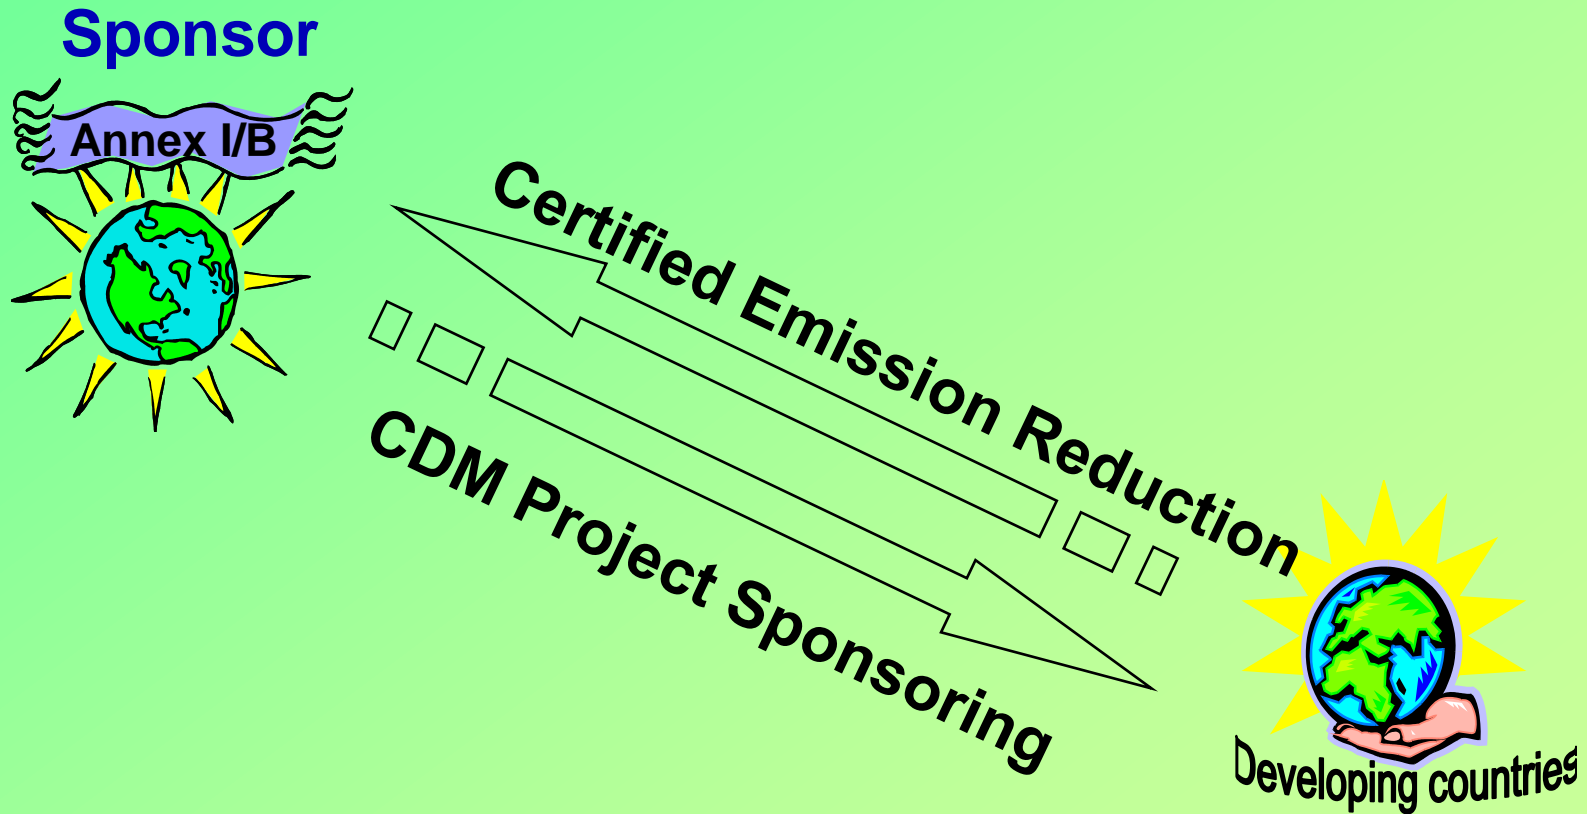 Sponsor
Annex I/B
Certified Emission Reduction
CDM Project Sponsoring
Developing countries